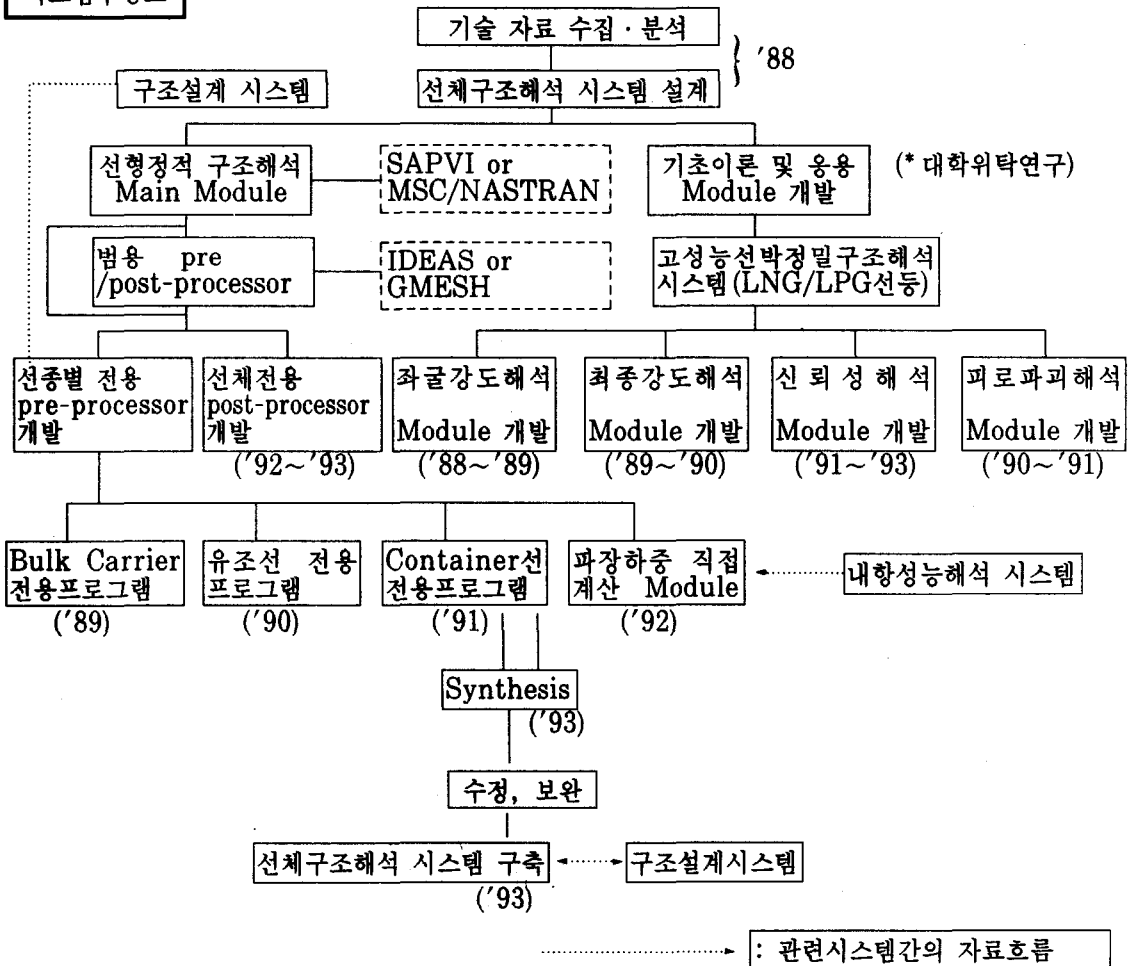 기술 자료 수집·분석
'88
구조설계 시스템
선체구조해석 시스템 설계
선형정적 구조해석
Main Module
SAPVI or
MSC/NASTRAN
기초이론 및 응용
Module 개발
(* 대학위탁연구)
범용 pre
/post-processor
IDEAS or
GMESH
고성능선박정밀구조해석
시스템(LNG/LPG선등)
선종별 전용
pre-processor
개발
선체전용
post-processor
개발
('92~'93)
좌굴강도해석
Module 개발
('88~'89)
최종강도해석
Module 개발
('89~'90)
신뢰성해석
Module 개발
('91~'93)
피로파괴해석
Module 개발
('90~'91)
Bulk Carrier
전용프로그램
('89)
유조선 전용
프로그램
('90)
Container선
전용프로그램
('91)
파장하중 직접
계산 Module
('92)
내항성능해석 시스템
Synthesis
('93)
수정, 보완
선체구조해석 시스템 구축
('93)
구조설계시스템
: 관련시스템간의 자료흐름